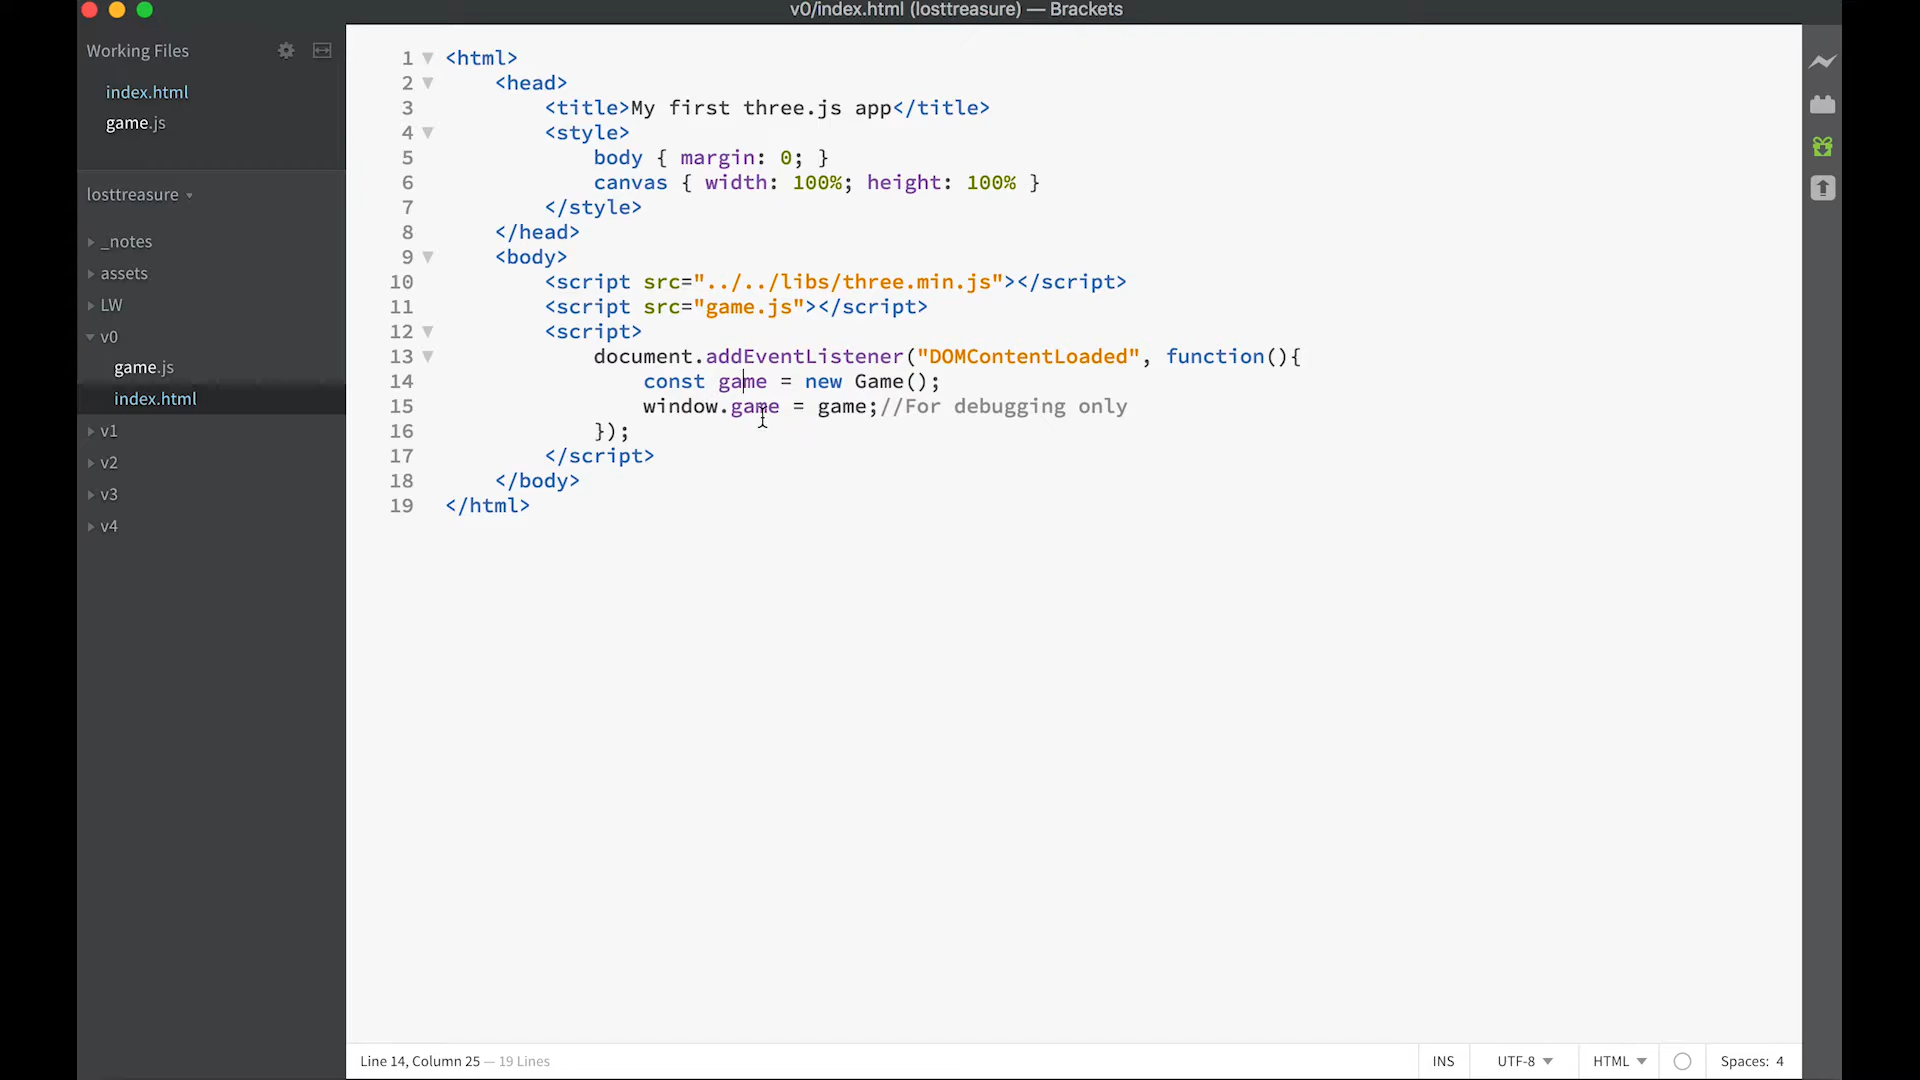 v0/index.html (losttreasure) — Brackets
Working Files
index.html
game.js
losttreasure
_notes
assets
LW
v0
game.js
index.html
v1
v2
v3
v4
1 <html>
2 <head>
3 <title>My first three.js app</title>
4 <style>
5 body { margin: 0; }
6 canvas { width: 100%; height: 100% }
7 </style>
8 </head>
9 <body>
10 <script src="../../libs/three.min.js"></script>
11 <script src="game.js"></script>
12 <script>
13 document.addEventListener("DOMContentLoaded", function(){
14 const game = new Game();
15 window.game = game;//For debugging only
16 });
17 </script>
18 </body>
19 </html>
Line 14, Column 25 — 19 Lines
INS UTF-8 HTML Spaces: 4